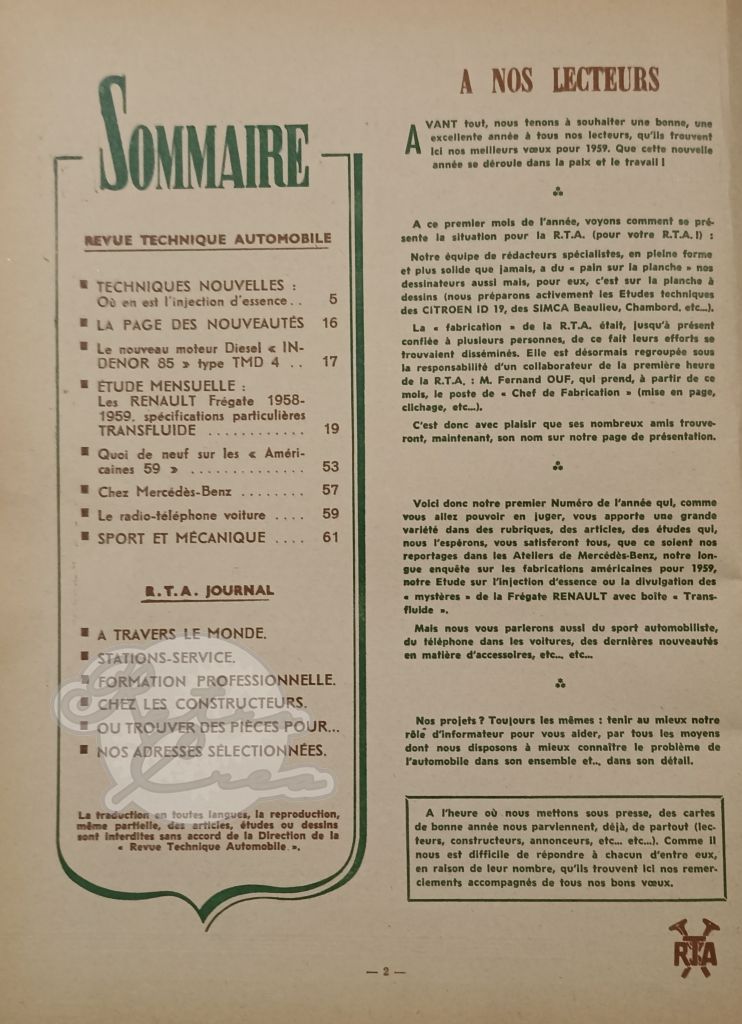 SOMMAIRE
REVUE TECHNIQUE AUTOMOBILE
■ TECHNIQUES NOUVELLES :
Où en est l'injection d'essence . . 5
■ LA PAGE DES NOUVEAUTÉS 16
■ Le nouveau moteur Diesel « IN-
DENOR 85 » type TMD 4 . . 17
■ ÉTUDE MENSUELLE :
Les RENAULT Frégate 1958-
1959, spécifications particulières
TRANSFLUIDE . . . . . . . . . . . . 19
■ Quoi de neuf sur les « Améri-
caines 59 » . . . . . . . . . . . . . . 53
■ Chez Mercédès-Benz . . . . . . . . 57
■ Le radio-téléphone voiture . . . . 59
■ SPORT ET MÉCANIQUE . . . . 61
R.T.A. JOURNAL
■ A TRAVERS LE MONDE.
■ STATIONS-SERVICE.
■ FORMATION PROFESSIONNELLE.
■ CHEZ LES CONSTRUCTEURS.
■ OU TROUVER DES PIÈCES POUR...
■ NOS ADRESSES SÉLECTIONNÉES.
La traduction en toutes langues, la reproduction,
même partielle, des articles, études ou dessins
sont interdites sans accord de la Direction de la
« Revue Technique Automobile ».
A NOS LECTEURS
AVANT tout, nous tenons à souhaiter une bonne, une
excellente année à tous nos lecteurs, qu'ils trouvent
ici nos meilleurs vœux pour 1959. Que cette nouvelle
année se déroule dans la paix et le travail !
A ce premier mois de l'année, voyons comment se pré-
sente la situation pour la R.T.A. (pour votre R.T.A. !) :
Notre équipe de rédacteurs spécialistes, en pleine forme
et plus solide que jamais, a du « pain sur la planche » nos
dessinateurs aussi mais, pour eux, c'est sur la planche à
dessins (nous préparons activement les Etudes techniques
des CITROEN ID 19, des SIMCA Beaulieu, Chambord, etc...).
La « fabrication » de la R.T.A. était, jusqu'à présent
confiée à plusieurs personnes, de ce fait leurs efforts se
trouvaient disséminés. Elle est désormais regroupée sous
la responsabilité d'un collaborateur de la première heure
de la R.T.A. : M. Fernand OUF, qui prend, à partir de ce
mois, le poste de « Chef de Fabrication » (mise en page,
clichage, etc...).
C'est donc avec plaisir que ses nombreux amis trouve-
ront, maintenant, son nom sur notre page de présentation.
Voici donc notre premier Numéro de l'année qui, comme
vous allez pouvoir en juger, vous apporte une grande
variété dans des rubriques, des articles, des études qui,
nous l'espérons, vous satisferont tous, que ce soient nos
reportages dans les Ateliers de Mercédès-Benz, notre lon-
gue enquête sur les fabrications américaines pour 1959,
notre Etude sur l'injection d'essence ou la divulgation des
« mystères » de la Frégate RENAULT avec boîte « Trans-
fluide ».
Mais nous vous parlerons aussi du sport automobiliste,
du téléphone dans les voitures, des dernières nouveautés
en matière d'accessoires, etc... etc...
Nos projets ? Toujours les mêmes : tenir au mieux notre
rôle d'informateur pour vous aider, par tous les moyens
dont nous disposons à mieux connaître le problème de
l'automobile dans son ensemble et... dans son détail.
A l'heure où nous mettons sous presse, des cartes
de bonne année nous parviennent, déjà, de partout (lec-
teurs, constructeurs, annonceurs, etc... etc...). Comme il
nous est difficile de répondre à chacun d'entre eux,
en raison de leur nombre, qu'ils trouvent ici nos remer-
ciements accompagnés de tous nos bons vœux.
RTA
— 2 —